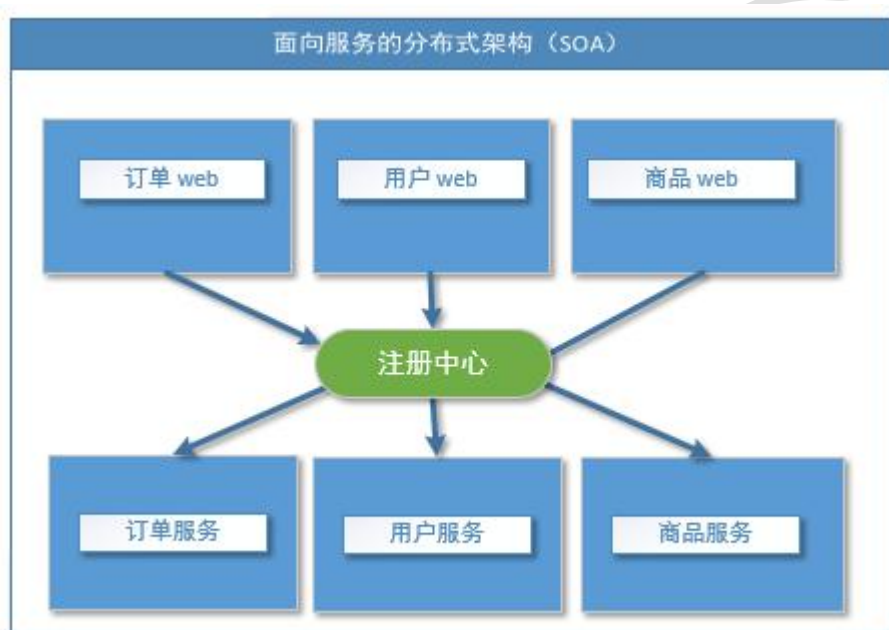 面向服务的分布式架构（SOA）
订单 web
用户 web
商品 web
注册中心
订单服务
用户服务
商品服务